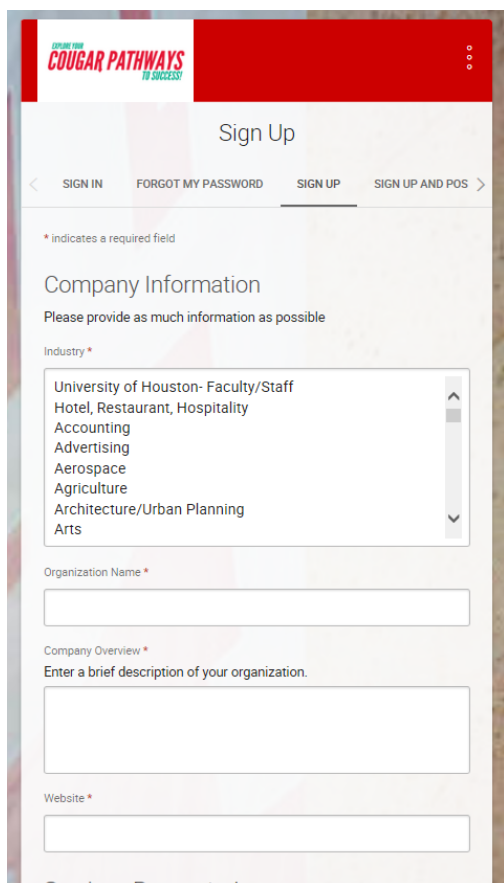 EXPLORE YOUR
COUGAR PATHWAYS
TO SUCCESS!
Sign Up
SIGN IN FORGOT MY PASSWORD SIGN UP SIGN UP AND POS
* indicates a required field
Company Information
Please provide as much information as possible
Industry *
University of Houston- Faculty/Staff
Hotel, Restaurant, Hospitality
Accounting
Advertising
Aerospace
Agriculture
Architecture/Urban Planning
Arts
Organization Name *
Company Overview *
Enter a brief description of your organization.
Website *